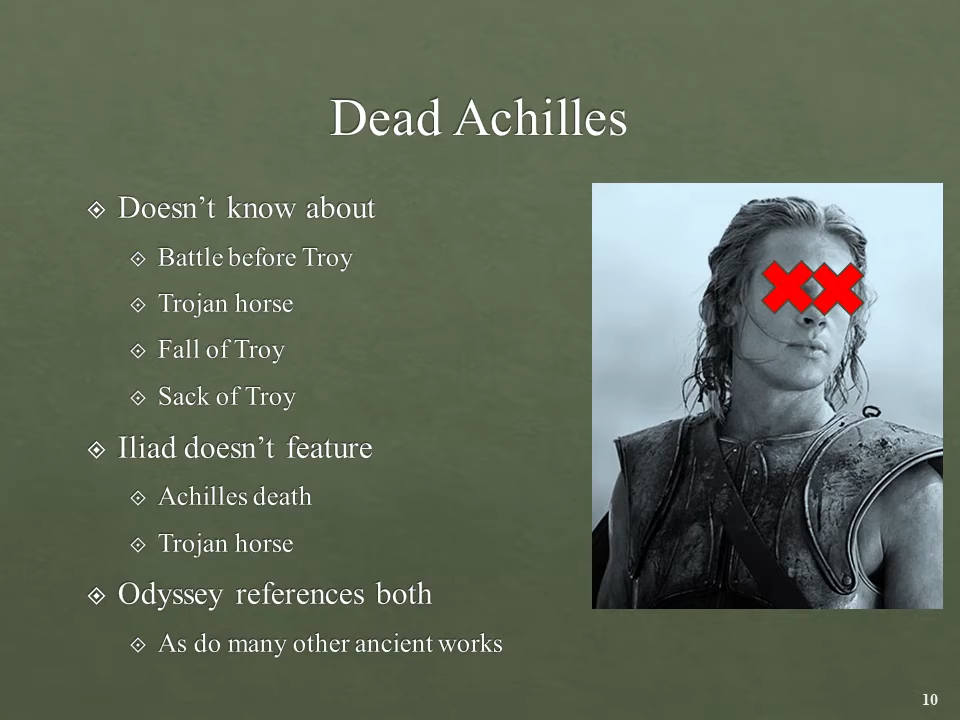 Dead Achilles
Doesn’t know about
Battle before Troy
Trojan horse
Fall of Troy
Sack of Troy
Iliad doesn’t feature
Achilles death
Trojan horse
Odyssey references both
As do many other ancient works
10